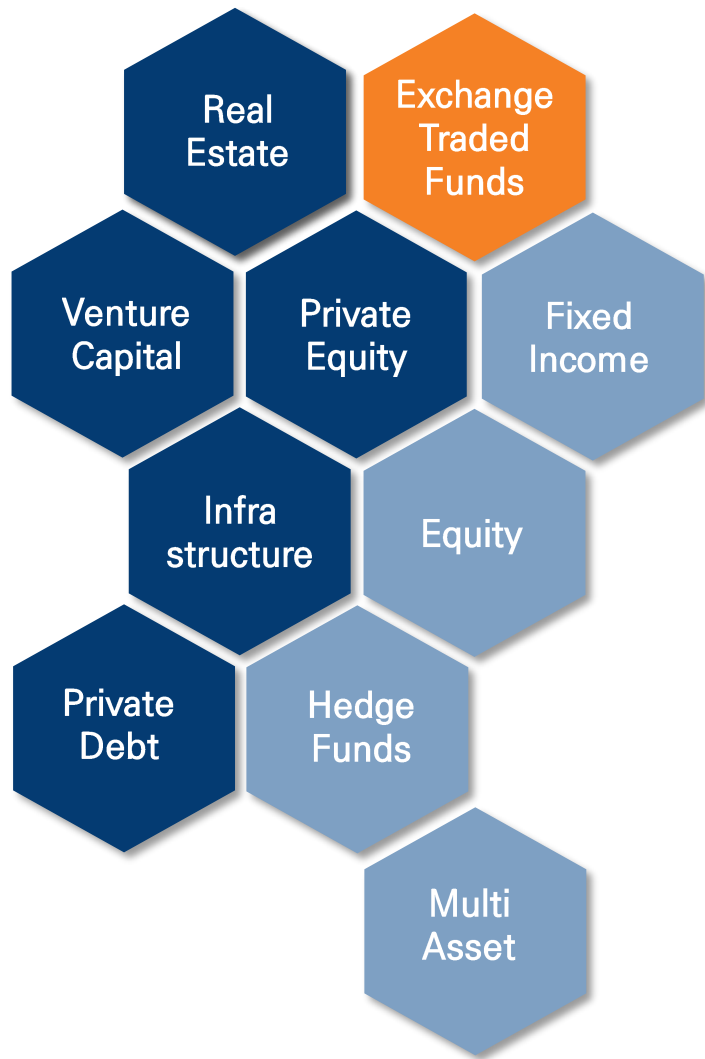 Real
Estate
Exchange
Traded
Funds
Venture
Capital
Private
Equity
Fixed
Income
Infra
structure
Equity
Private
Debt
Hedge
Funds
Multi
Asset